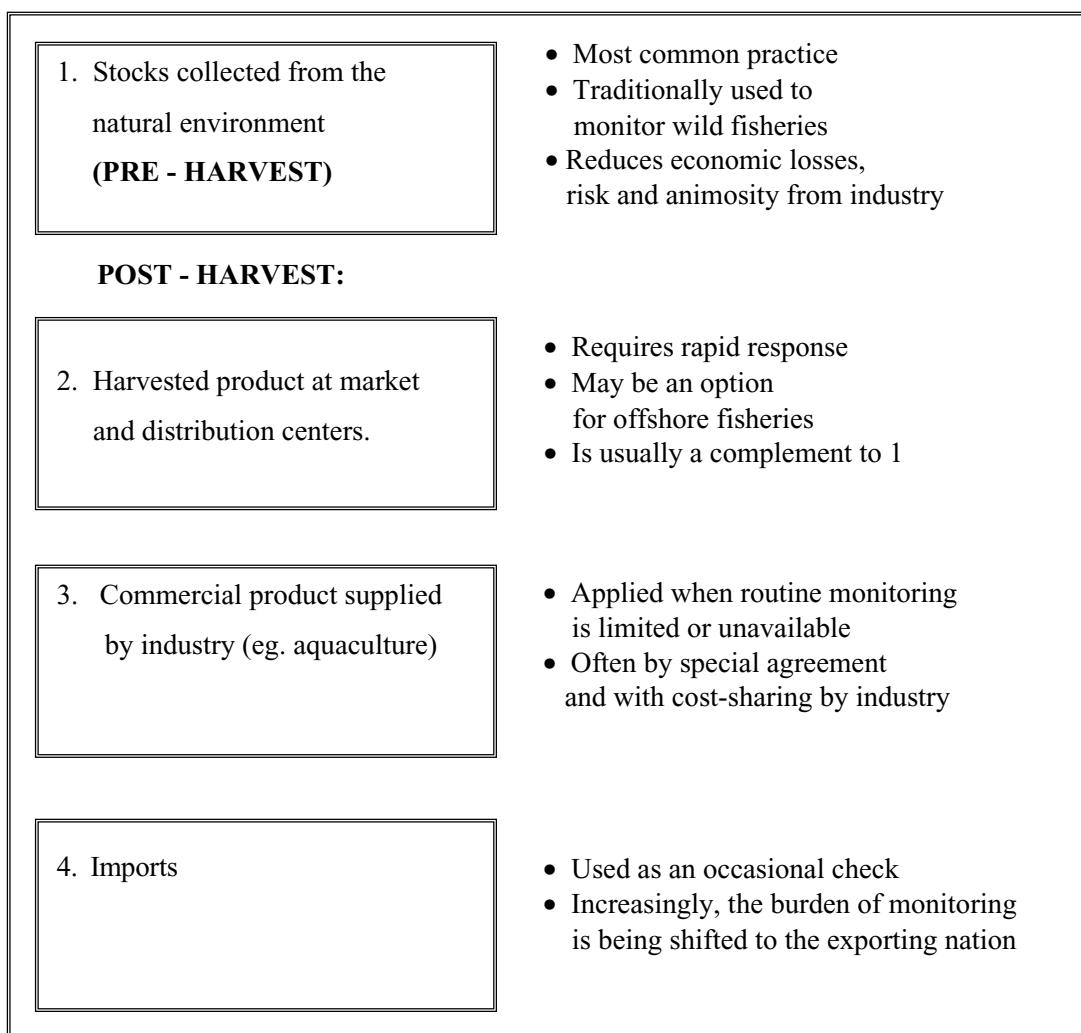 1. Stocks collected from the
natural environment
(PRE - HARVEST)
• Most common practice
• Traditionally used to
monitor wild fisheries
• Reduces economic losses,
risk and animosity from industry
POST - HARVEST:
2. Harvested product at market
and distribution centers.
• Requires rapid response
• May be an option
for offshore fisheries
• Is usually a complement to 1
3. Commercial product supplied
by industry (eg. aquaculture)
• Applied when routine monitoring
is limited or unavailable
• Often by special agreement
and with cost-sharing by industry
4. Imports
• Used as an occasional check
• Increasingly, the burden of monitoring
is being shifted to the exporting nation